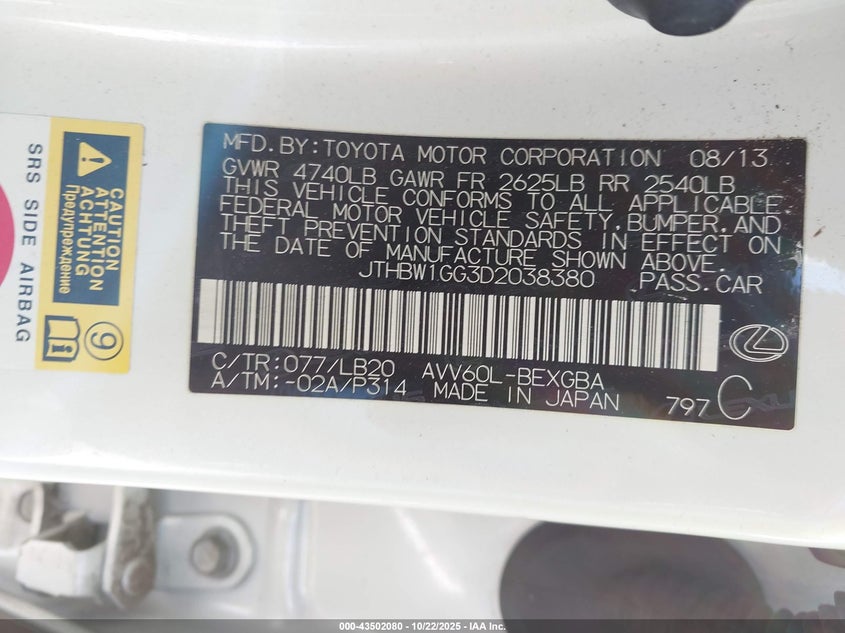 SRS SIDE AIRBAG
CAUTION
ATTENTION
ACHTUNG
Предупреждение
9
MFD.BY:TOYOTA MOTOR CORPORATION 08/13
GVWR 4740LB GAWR FR 2625LB RR 2540LB
THIS VEHICLE CONFORMS TO ALL APPLICABLE
FEDERAL MOTOR VEHICLE SAFETY,BUMPER,AND
THEFT PREVENTION STANDARDS IN EFFECT ON
THE DATE OF MANUFACTURE SHOWN ABOVE.
JTHBW1GG3D2038380 PASS.CAR
C/TR:077/LB20 AVV60L-BEXGBA
A/TM:-02A/P314 MADE IN JAPAN 797 C
000-43502080 - 10/22/2025 - IAA Inc.